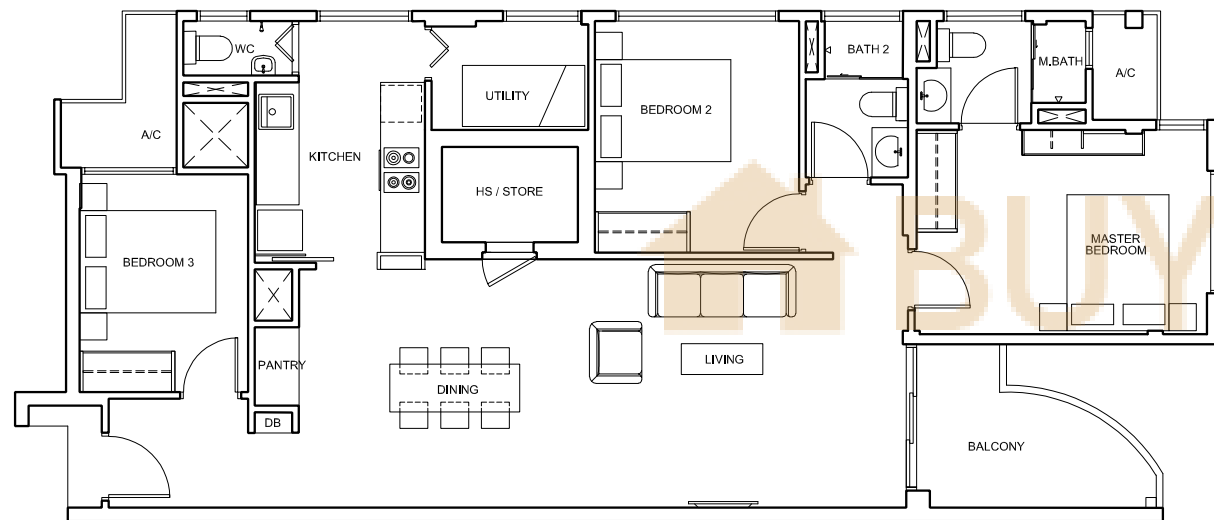 WC
BATH 2
M.BATH
A/C
A/C
UTILITY
BEDROOM 2
KITCHEN
HS / STORE
BEDROOM 3
MASTER
BEDROOM
BUY
PANTRY
LIVING
DINING
DB
BALCONY